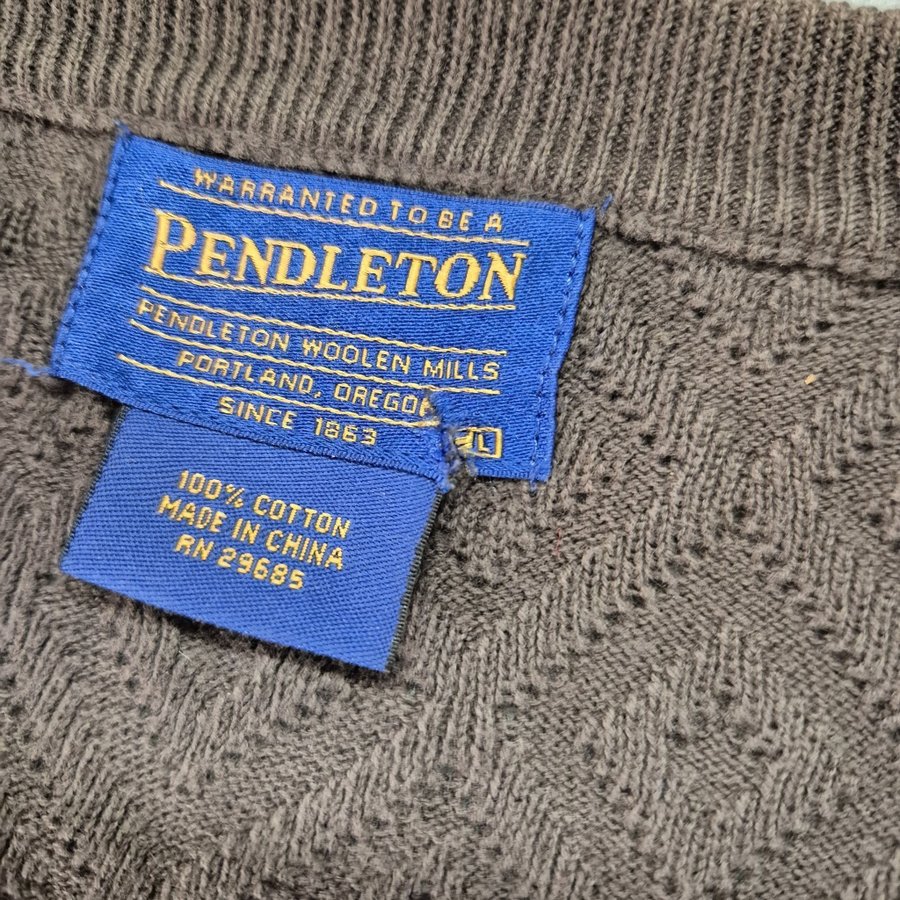 WARRANTED TO BE A
PENDLETON
PENDLETON WOOLEN MILLS
PORTLAND, OREGON
SINCE 1863
100% COTTON
MADE IN CHINA
RN 29685